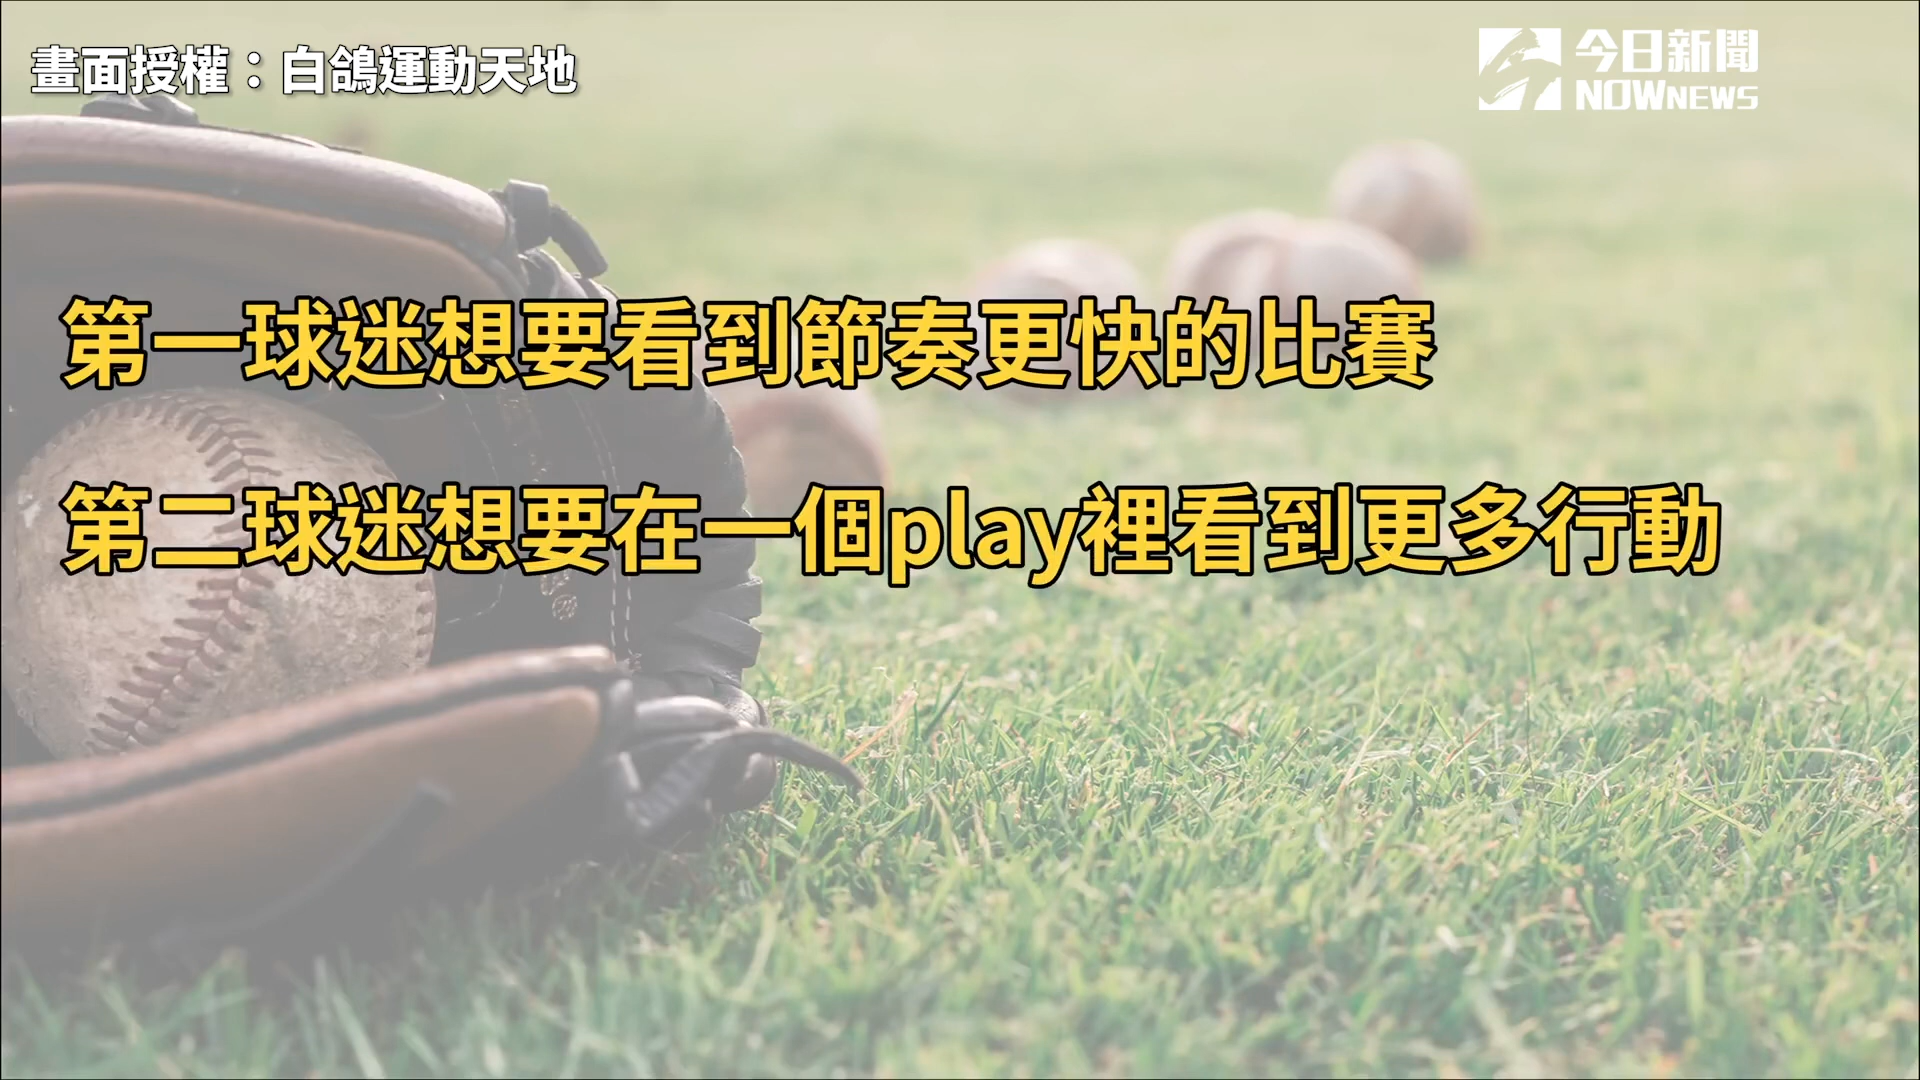 畫面授權：白鴿運動天地
今日新聞
NOWNEWS
第一球迷想要看到節奏更快的比賽
第二球迷想要在一個play裡看到更多行動